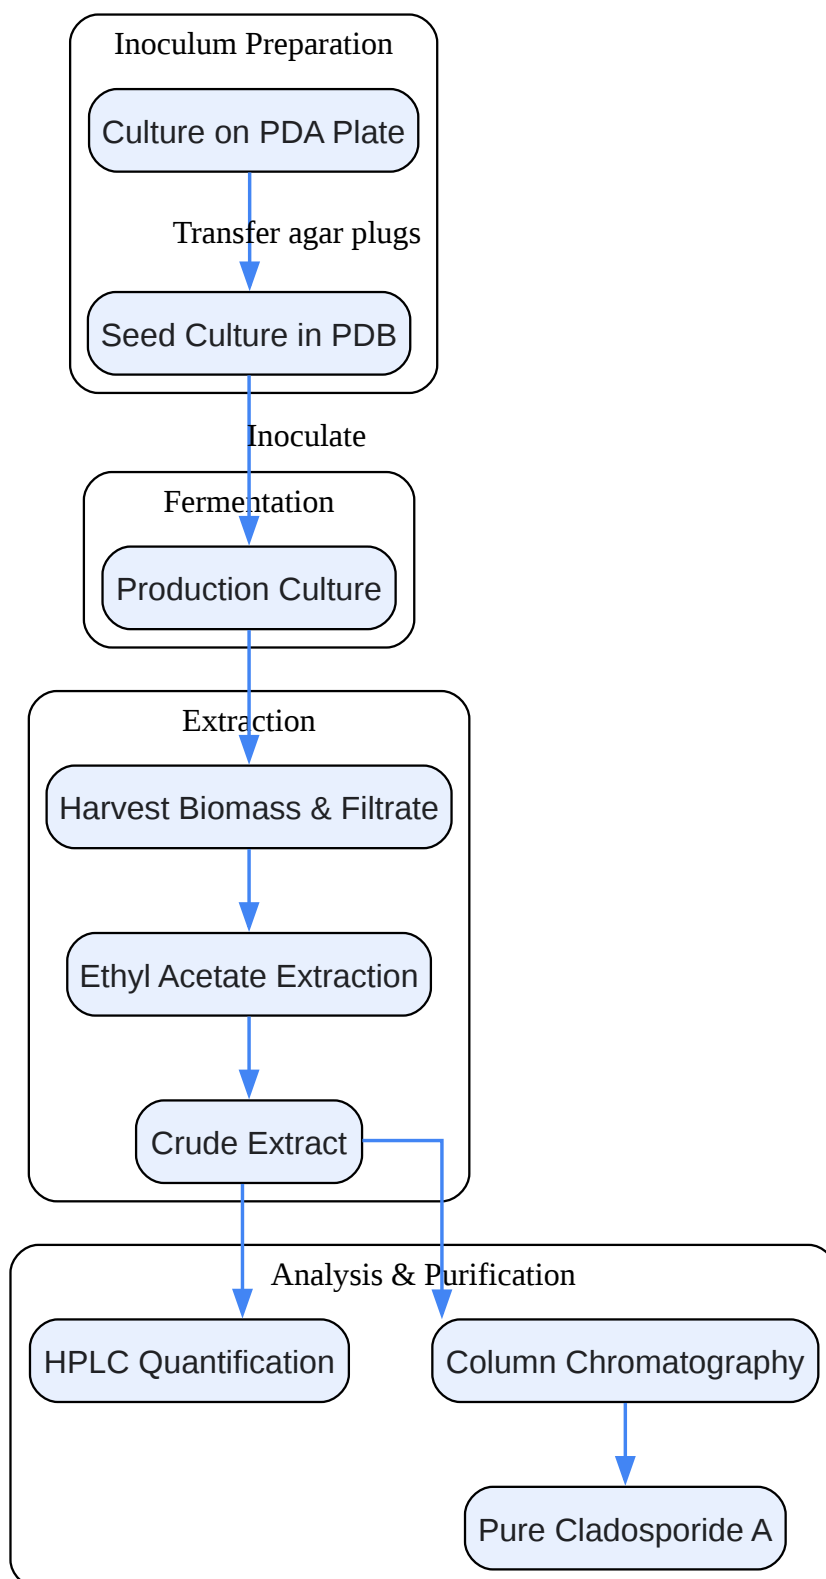 Inoculum Preparation
Culture on PDA Plate
Transfer agar plugs
Seed Culture in PDB
Inoculate
Fermentation
Production Culture
Extraction
Harvest Biomass & Filtrate
Ethyl Acetate Extraction
Crude Extract
Analysis & Purification
HPLC Quantification
Column Chromatography
Pure Cladosporide A